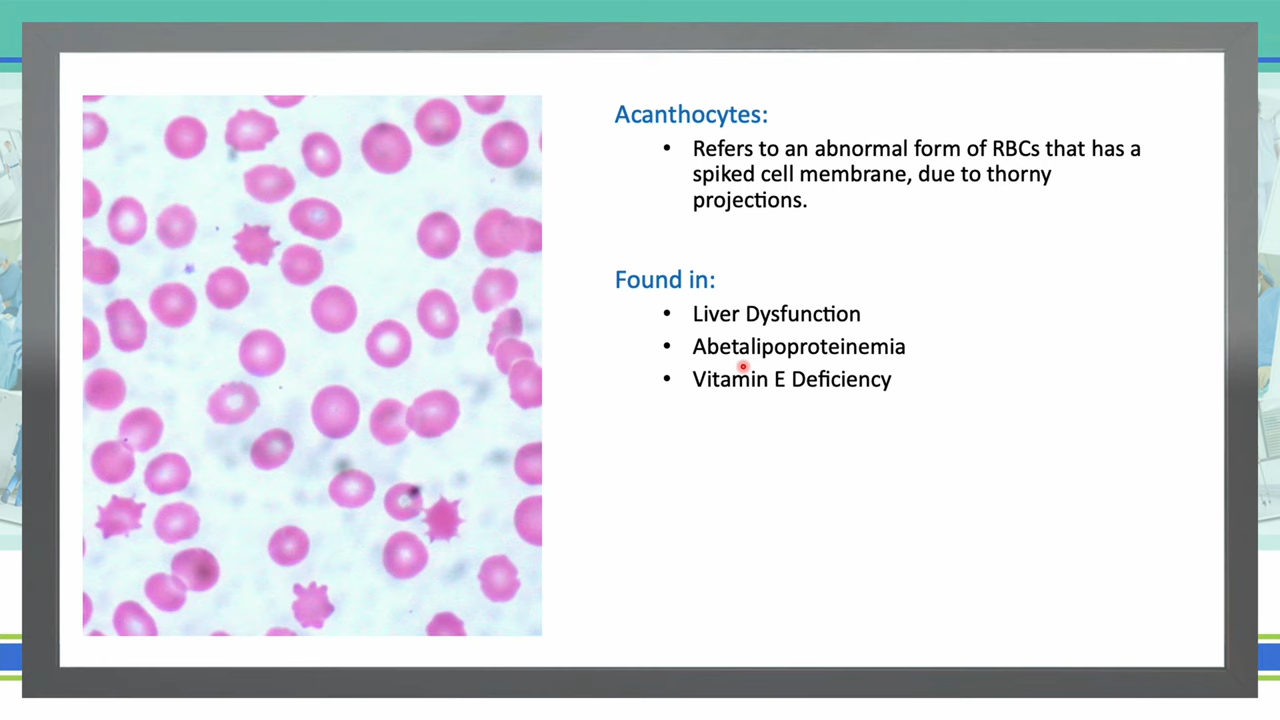 Acanthocytes:
• Refers to an abnormal form of RBCs that has a
spiked cell membrane, due to thorny
projections.
Found in:
• Liver Dysfunction
• Abetalipoproteinemia
• Vitamin E Deficiency